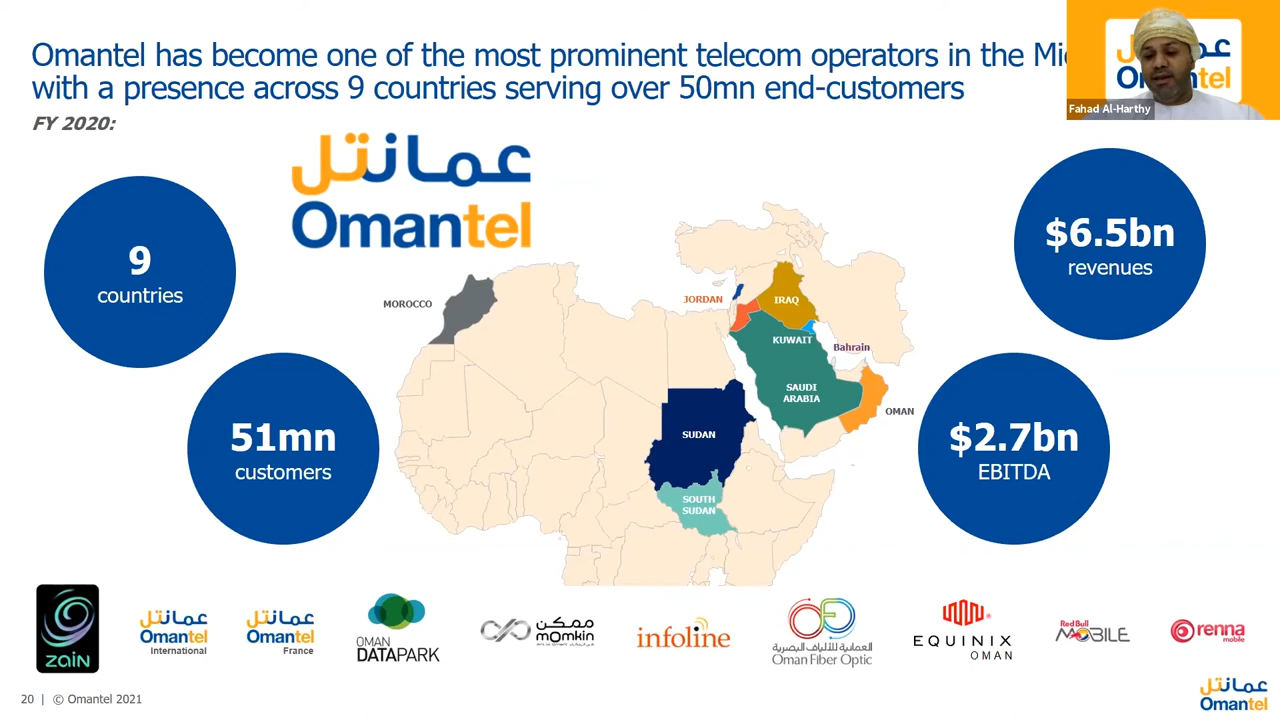 Omantel has become one of the most prominent telecom operators in the Mi
with a presence across 9 countries serving over 50mn end-customers
FY 2020:
Fahad Al-Harthy
عمانتل
Omantel
9
countries
51mn
customers
$6.5bn
revenues
$2.7bn
EBITDA
MOROCCO
JORDAN
IRAQ
KUWAIT
Bahrain
SAUDI
ARABIA
OMAN
SUDAN
SOUTH
SUDAN
zain
عمانتل
Omantel
International
عمانتل
Omantel
France
OMAN
DATAPARK
ممكن
momkin
infoline
العمانية للألياف البصرية
Oman Fiber Optic
EQUINIX
OMAN
Red Bull
MOBILE
renna
mobile
20 | © Omantel 2021
عمانتل
Omantel